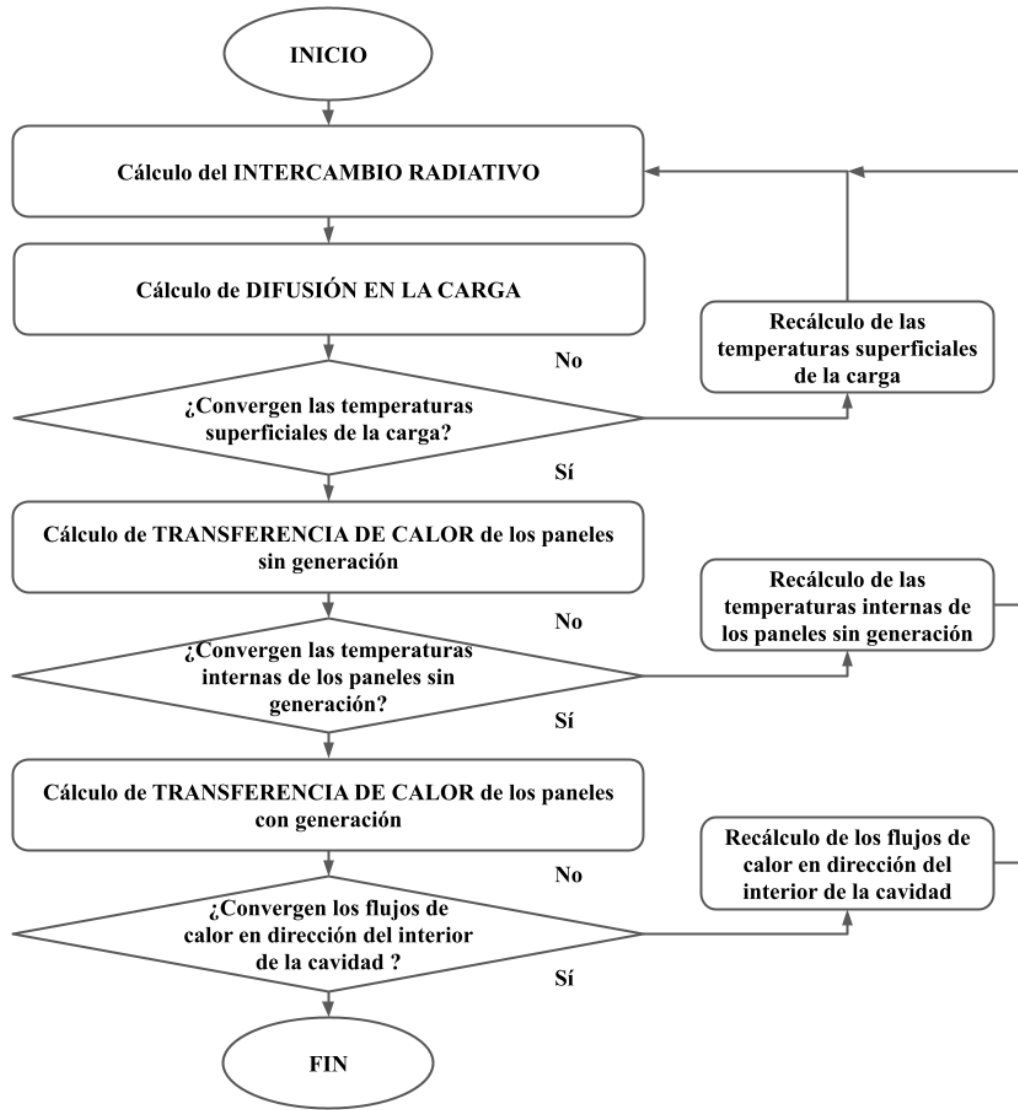 INICIO
Cálculo del INTERCAMBIO RADIATIVO
Cálculo de DIFUSIÓN EN LA CARGA
Recálculo de las
temperaturas superficiales
de la carga
No
¿Convergen las temperaturas
superficiales de la carga?
Sí
Cálculo de TRANSFERENCIA DE CALOR de los paneles
sin generación
Recálculo de las
temperaturas internas de
los paneles sin generación
No
¿Convergen las temperaturas
internas de los paneles sin
generación?
Sí
Cálculo de TRANSFERENCIA DE CALOR de los paneles
con generación
Recálculo de los flujos de
calor en dirección del
interior de la cavidad
No
¿Convergen los flujos de
calor en dirección del interior
de la cavidad ?
Sí
FIN